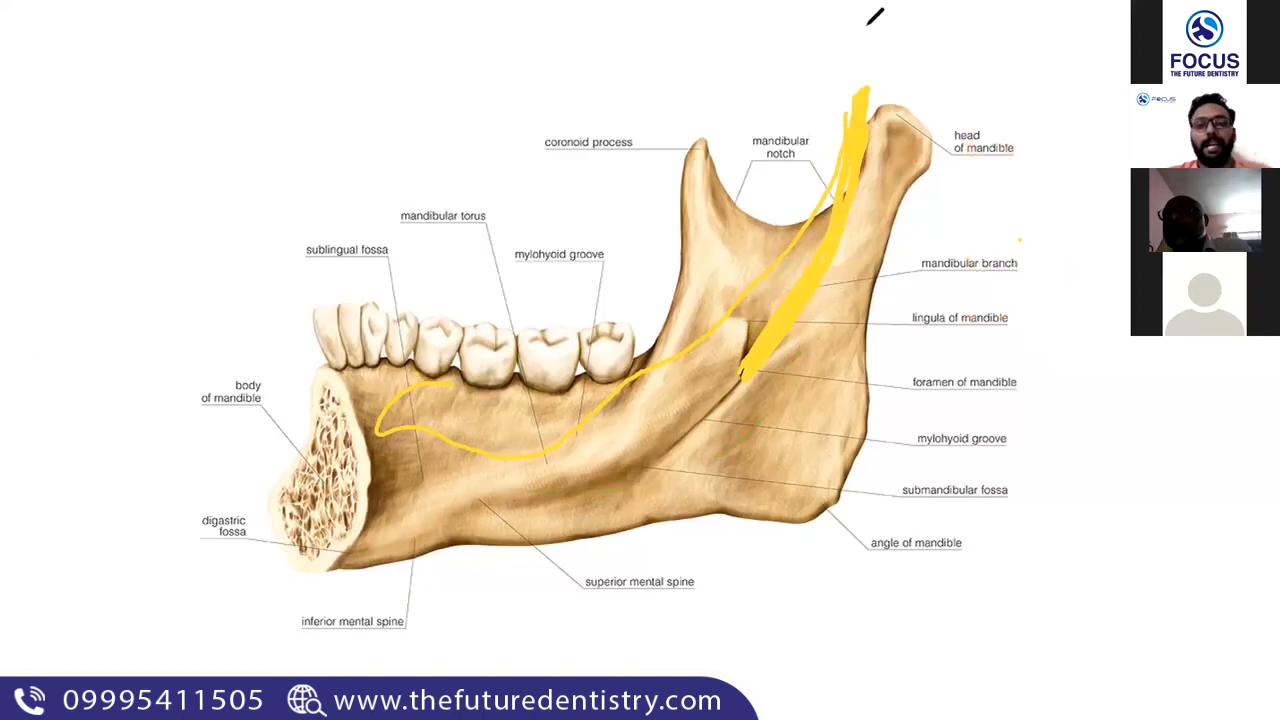 FOCUS
THE FUTURE DENTISTRY
FOCUS
coronoid process
mandibular
notch
head
of mandible
mandibular torus
sublingual fossa
mylohyoid groove
mandibular branch
lingula of mandible
body
of mandible
foramen of mandible
mylohyoid groove
submandibular fossa
digastric
fossa
angle of mandible
superior mental spine
inferior mental spine
09995411505
www.thefuturedentistry.com